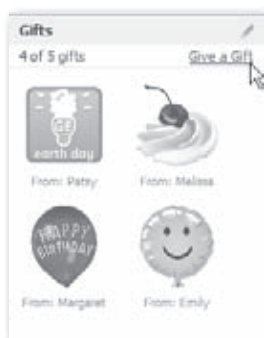 Gifts
4 of 5 gifts Give a Gift
GE
earth day
From: Patsy From: Melissa
HAPPY
BIRTHDAY
From: Margaret From: Emily